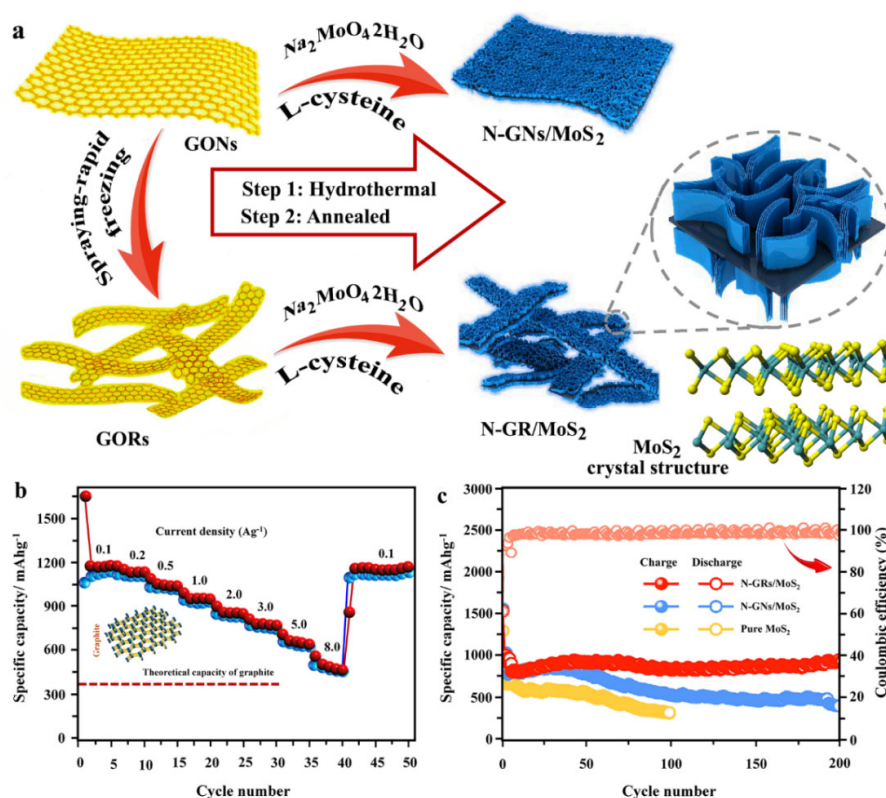 a
Na2MoO42H2O
L-cysteine
GONs
N-GNs/MoS2
Spraying-rapid
freezing
Step 1: Hydrothermal
Step 2: Annealed
Na2MoO42H2O
L-cysteine
GORs
N-GR/MoS2
MoS2
crystal structure
b
Specific capacity/ mAhg-1
1500
1200
900
600
300
0
Current density (Ag-1)
0.1
0.2
0.5
1.0
2.0
3.0
5.0
8.0
0.1
Graphite
Theoretical capacity of graphite
0 5 10 15 20 25 30 35 40 45 50
Cycle number
c
Specific capacity/ mAhg-1
3000
2500
2000
1500
1000
500
0
Charge Discharge
N-GRs/MoS2
N-GNs/MoS2
Pure MoS2
120
100
80
60
40
20
0
Coulombic efficiency (%)
0 50 100 150 200
Cycle number